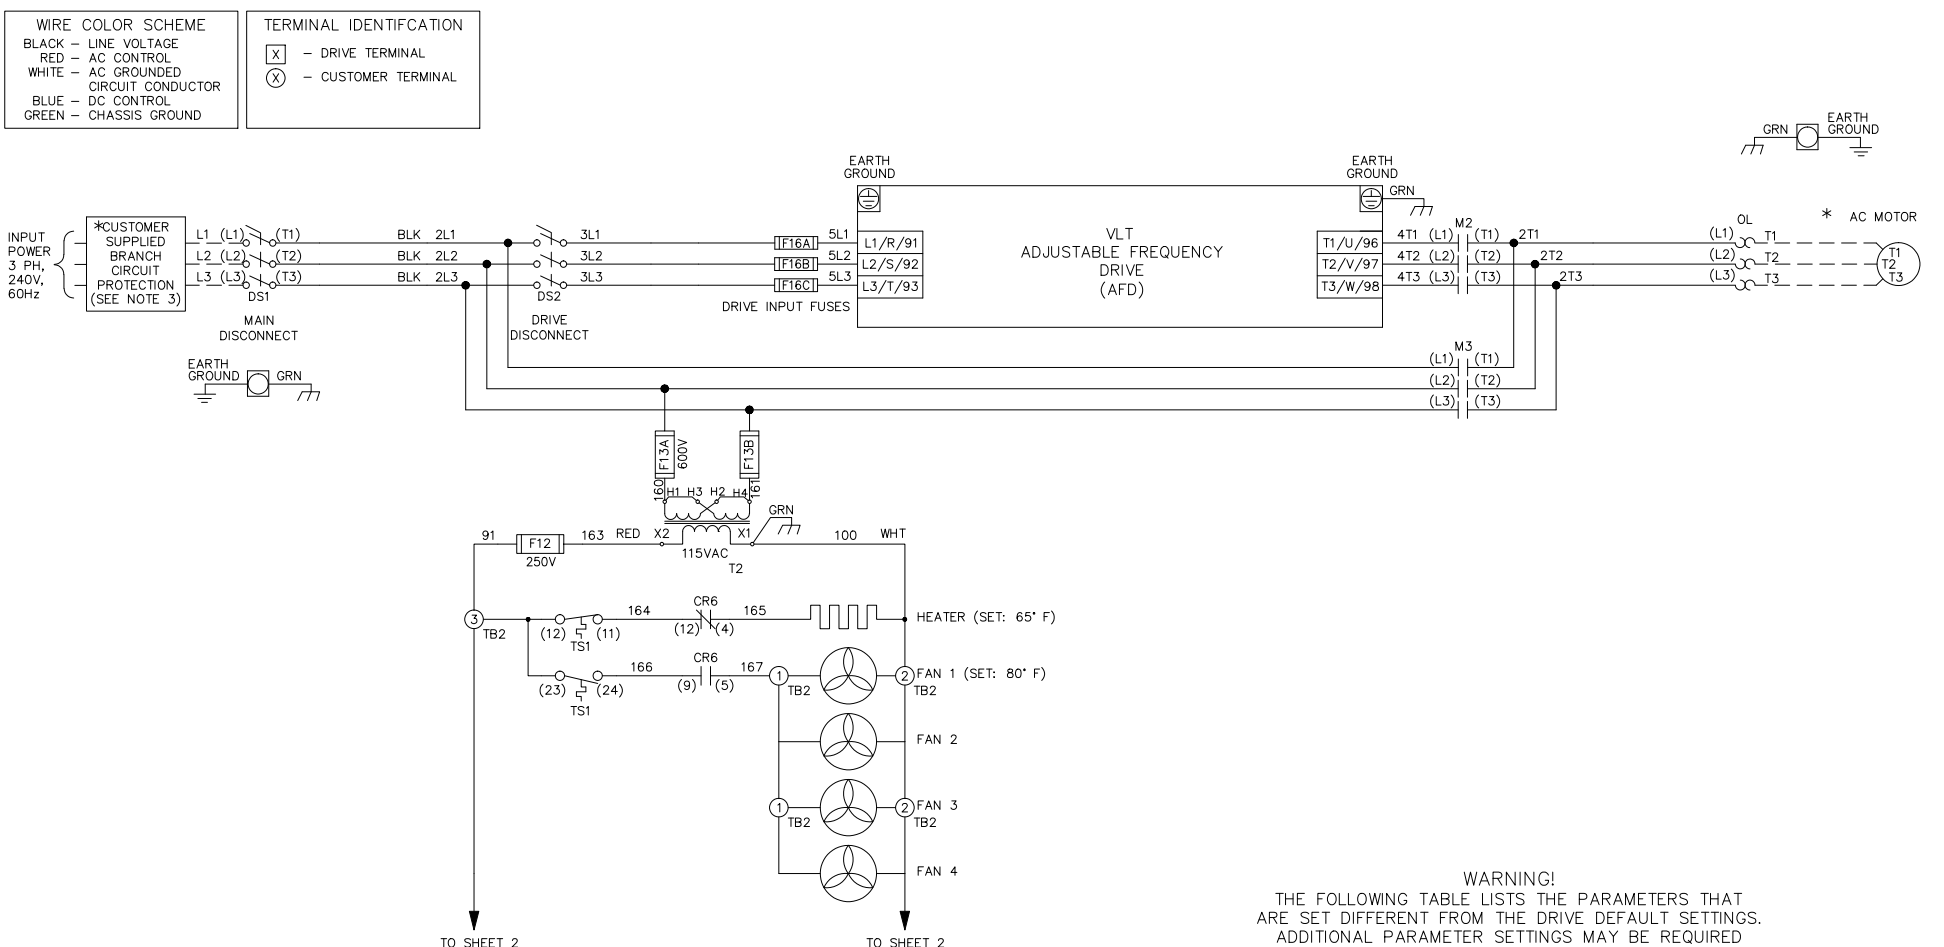 WIRE COLOR SCHEME
BLACK – LINE VOLTAGE
RED – AC CONTROL
WHITE – AC GROUNDED
CIRCUIT CONDUCTOR
BLUE – DC CONTROL
GREEN – CHASSIS GROUND
TERMINAL IDENTIFCATION
X – DRIVE TERMINAL
X – CUSTOMER TERMINAL
GRN
EARTH
GROUND
INPUT
POWER
3 PH,
240V,
60Hz
*CUSTOMER
SUPPLIED
BRANCH
CIRCUIT
PROTECTION
(SEE NOTE 3)
L1 (L1) (T1) BLK 2L1 3L1 F16A 5L1 L1/R/91
L2 (L2) (T2) BLK 2L2 3L2 F16B 5L2 L2/S/92
L3 (L3) (T3) BLK 2L3 3L3 F16C 5L3 L3/T/93
DS1
MAIN
DISCONNECT
DS2
DRIVE
DISCONNECT
DRIVE INPUT FUSES
EARTH
GROUND
VLT
ADJUSTABLE FREQUENCY
DRIVE
(AFD)
EARTH
GROUND
GRN
M2
T1/U/96 4T1 (L1) (T1) 2T1
T2/V/97 4T2 (L2) (T2) 2T2
T3/W/98 4T3 (L3) (T3) 2T3
OL
(L1) T1
(L2) T2
(L3) T3
* AC MOTOR
T1
T2
T3
M3
(L1) (T1)
(L2) (T2)
(L3) (T3)
EARTH
GROUND
GRN
F13A
600V
F13B
160
161
H1 H3 H2 H4
GRN
91 F12 163 RED X2 X1 100 WHT
250V
115VAC
T2
3
TB2
(12) (11)
TS1
164
CR6
(12) (4)
165
HEATER (SET: 65° F)
(23) (24)
TS1
166
CR6
(9) (5)
167
1
TB2
2
TB2
FAN 1 (SET: 80° F)
FAN 2
1
TB2
2
TB2
FAN 3
FAN 4
TO SHEET 2
TO SHEET 2
WARNING!
THE FOLLOWING TABLE LISTS THE PARAMETERS THAT
ARE SET DIFFERENT FROM THE DRIVE DEFAULT SETTINGS.
ADDITIONAL PARAMETER SETTINGS MAY BE REQUIRED